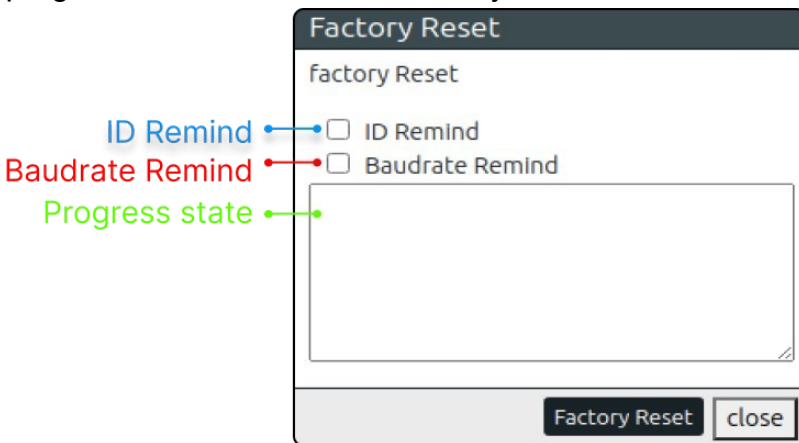 Factory Reset
factory Reset
ID Remind
ID Remind
Baudrate Remind
Baudrate Remind
Progress state
Factory Reset
close